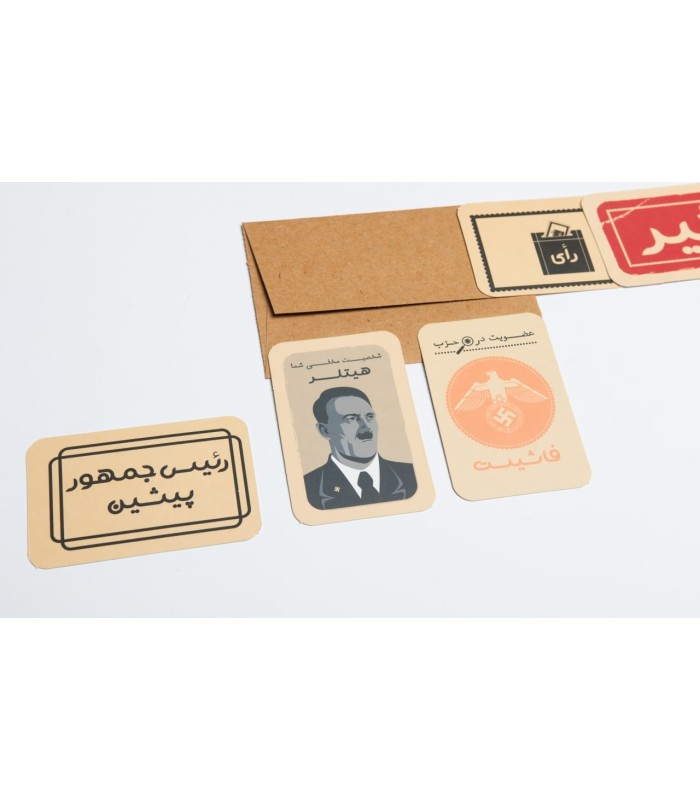 رأی
عضویت در حزب
فاشیست
شخصیت مخفی شما
هیتلر
رئیس جمهور
پیشین